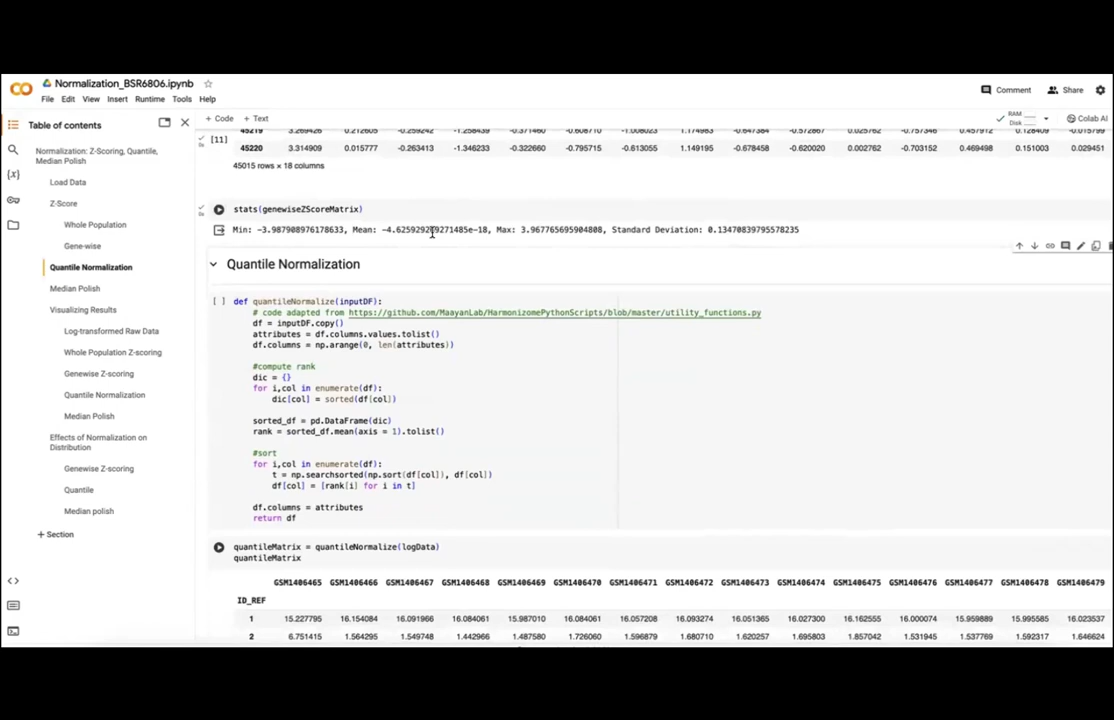 Normalization_BSR6806.ipynb
File Edit View Insert Runtime Tools Help
Comment Share
Table of contents
+ Code + Text
RAM
Disk
Colab AI
Normalization: Z-Scoring, Quantile,
Median Polish
Load Data
Z-Score
Whole Population
Gene-wise
Quantile Normalization
Median Polish
Visualizing Results
Log-transformed Raw Data
Whole Population Z-scoring
Genewise Z-scoring
Quantile Normalization
Median Polish
Effects of Normalization on
Distribution
Genewise Z-scoring
Quantile
Median polish
+ Section
[11]
45220 3.314909 0.015777 -0.263413 -1.346233 -0.322660 -0.795715 -0.613055 1.149195 -0.678458 -0.620020 0.002762 -0.703152 0.469498 0.151003 0.029451
45015 rows × 18 columns
stats(genewiseZScoreMatrix)
Min: -3.987908976178633, Mean: Max: 3.967765695904808, Standard Deviation: 0.13470839795578235
Quantile Normalization
[ ] def quantileNormalize(inputDF):
# code adapted from https://github.com/MaayanLab/HarmonizomePythonScripts/blob/master/utility_functions.py
df = inputDF.copy()
attributes = df.columns.values.tolist()
df.columns = np.arange(0, len(attributes))
#compute rank
dic = {}
for i,col in enumerate(df):
dic[col] = sorted(df[col])
sorted_df = pd.DataFrame(dic)
rank = sorted_df.mean(axis = 1).tolist()
#sort
for i,col in enumerate(df):
t = np.searchsorted(np.sort(df[col]), df[col])
df[col] = [rank[i] for i in t]
df.columns = attributes
return df
quantileMatrix = quantileNormalize(logData)
quantileMatrix
GSM1406465 GSM1406466 GSM1406467 GSM1406468 GSM1406469 GSM1406470 GSM1406471 GSM1406472 GSM1406473 GSM1406474 GSM1406475 GSM1406476 GSM1406477 GSM1406478 GSM1406479
ID_REF
1 15.227795 16.154084 16.091966 16.084061 15.987010 16.084061 16.057208 16.093274 16.051365 16.027300 16.162555 16.000074 15.959889 15.995585 16.023537
2 6.751415 1.564295 1.549748 1.442966 1.487580 1.726060 1.596879 1.680710 1.620257 1.695803 1.857042 1.531945 1.537769 1.592317 1.646624